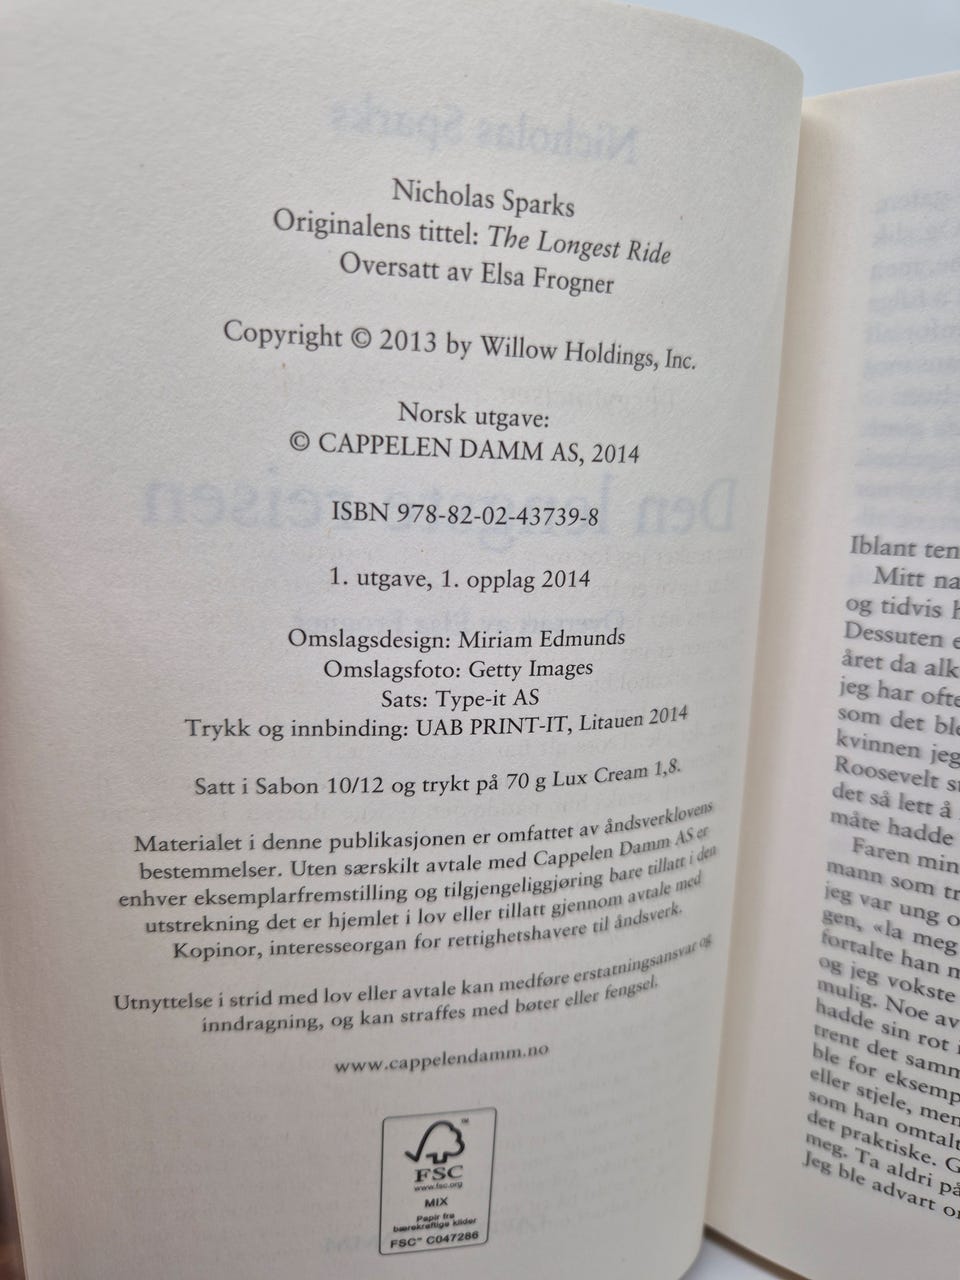 Nicholas Sparks
Originalens tittel: The Longest Ride
Oversatt av Elsa Frogner
Copyright © 2013 by Willow Holdings, Inc.
Norsk utgave:
© CAPPELEN DAMM AS, 2014
ISBN 978-82-02-43739-8
1. utgave, 1. opplag 2014
Omslagsdesign: Miriam Edmunds
Omslagsfoto: Getty Images
Sats: Type-it AS
Trykk og innbinding: UAB PRINT-IT, Litauen 2014
Satt i Sabon 10/12 og trykt på 70 g Lux Cream 1,8.
Materialet i denne publikasjonen er omfattet av åndsverklovens
bestemmelser. Uten særskilt avtale med Cappelen Damm AS er
enhver eksemplarfremstilling og tilgjengeliggjøring bare tillatt i den
utstrekning det er hjemlet i lov eller tillatt gjennom avtale med
Kopinor, interesseorgan for rettighetshavere til åndsverk.
Utnyttelse i strid med lov eller avtale kan medføre erstatningsansvar og
inndragning, og kan straffes med bøter eller fengsel.
www.cappelendamm.no
FSC
www.fsc.org
MIX
Papir fra
bærekraftige kilder
FSC™ C047286
Iblant ten
Mitt na
og tidvis h
Dessuten e
året da alk
jeg har ofte
som det ble
kvinnen jeg
Roosevelt s
det så lett å
måte hadde
Faren min
mann som tr
jeg var ung o
gen, «la meg
fortalte han m
og jeg vokste
mulig. Noe av
hadde sin rot i
trent det samm
ble for eksemp
eller stjele, men
som han omtalt
det praktiske. G
meg. Ta aldri på
Jeg ble advart o